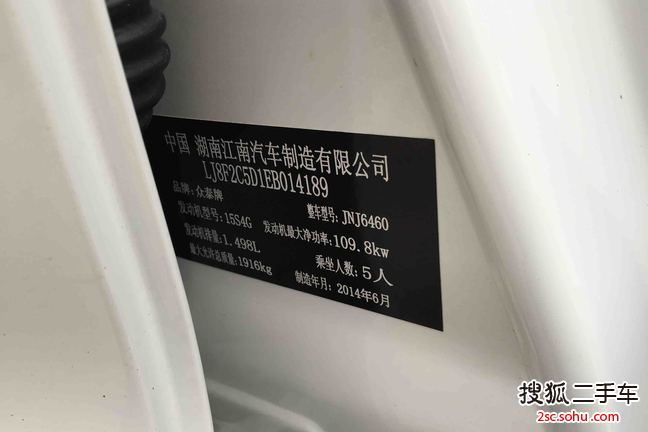 中国 湖南江南汽车制造有限公司
LJ8F2C5D1EB014189
品牌:众泰牌 整车型号:JNJ6460
发动机型号:15S4G 发动机最大净功率:109.8kw
发动机排量:1.498L 乘坐人数:5人
最大允许总质量:1916kg 制造年月:2014年6月
搜狐二手车
2sc.sohu.com